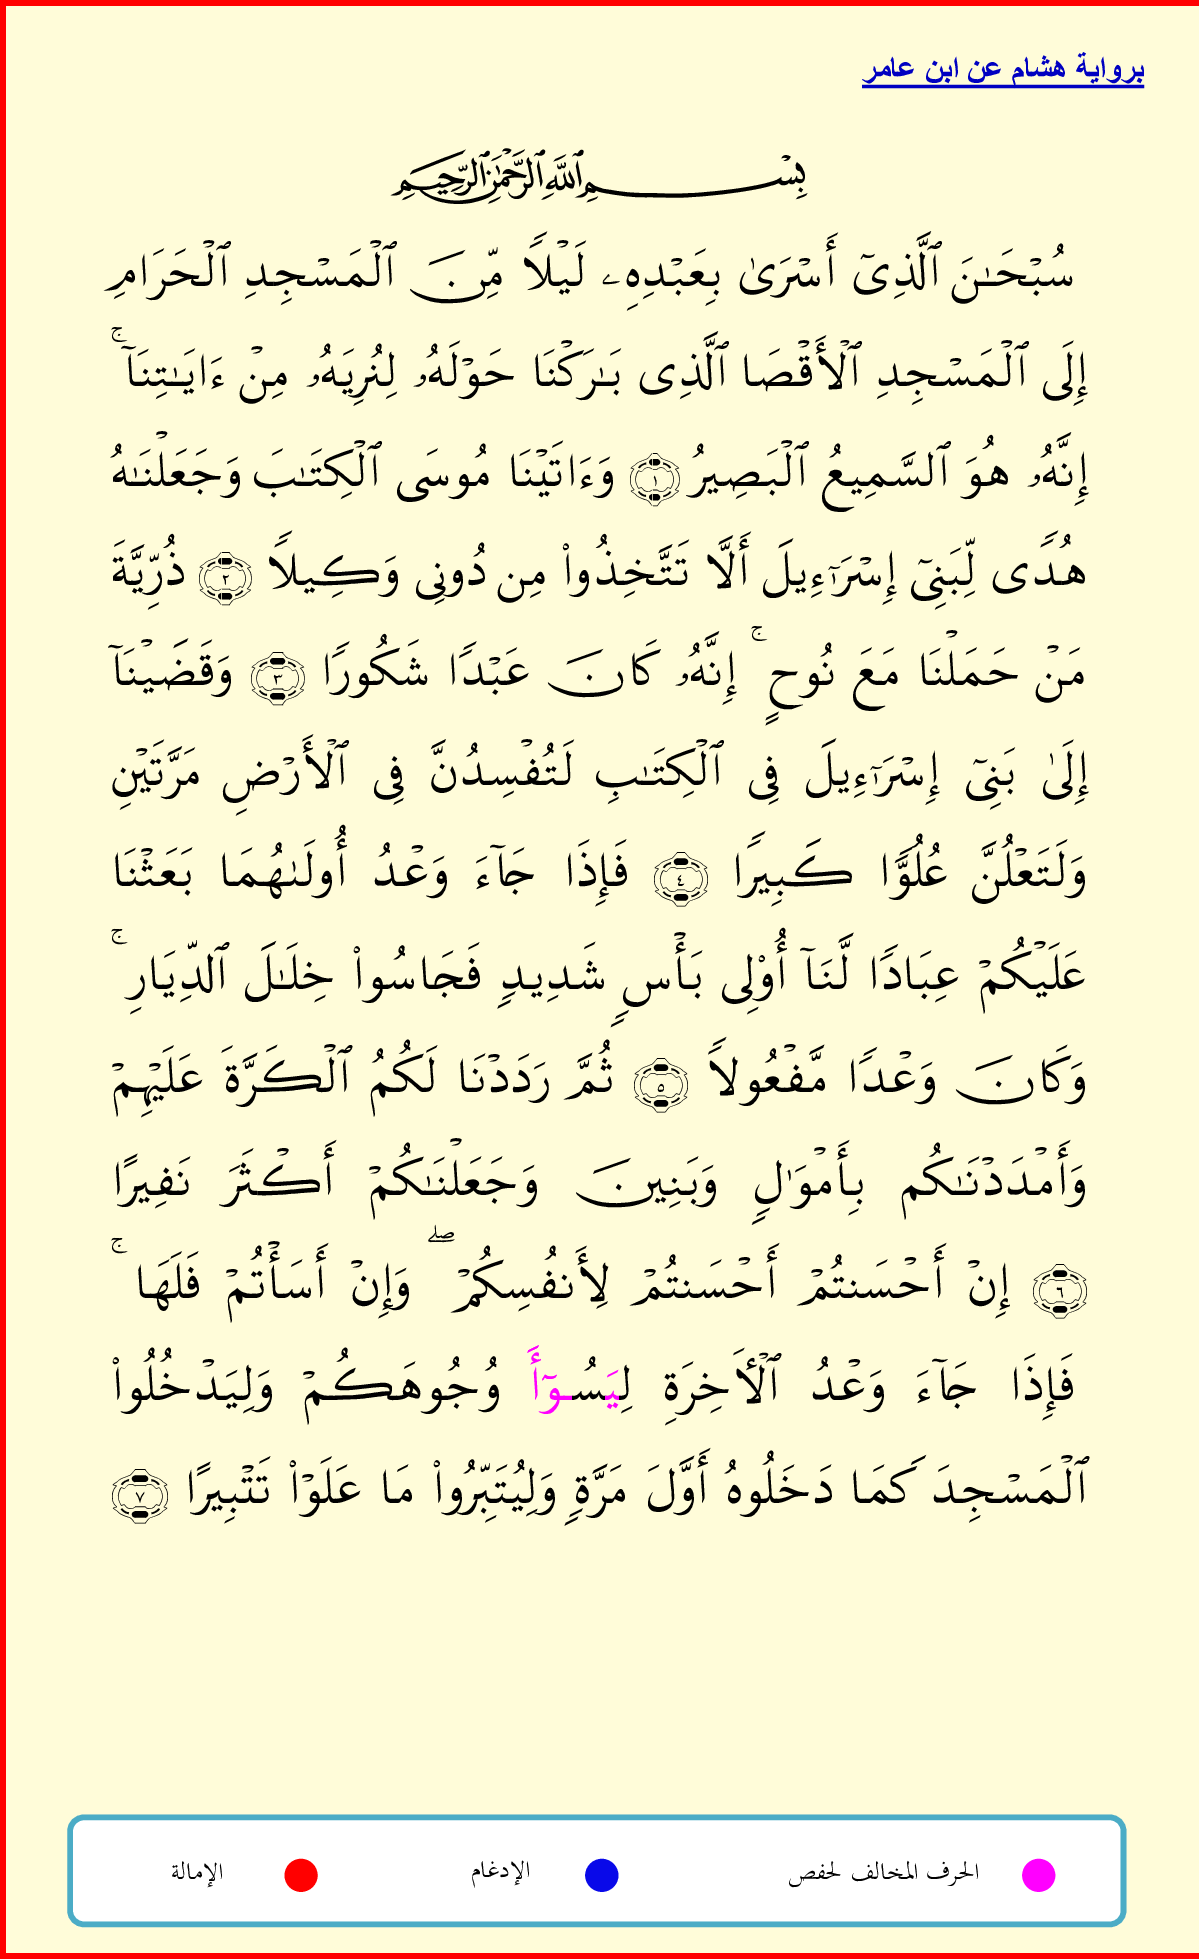 برواية هشام عن ابن عامر
بِسْمِ ٱللَّهِ ٱلرَّحْمَٰنِ ٱلرَّحِيمِ
سُبْحَـٰنَ ٱلَّذِىٓ أَسْرَىٰ بِعَبْدِهِۦ لَيْلًا مِّنَ ٱلْمَسْجِدِ ٱلْحَرَامِ
إِلَى ٱلْمَسْجِدِ ٱلْأَقْصَا ٱلَّذِى بَـٰرَكْنَا حَوْلَهُۥ لِنُرِيَهُۥ مِنْ ءَايَـٰتِنَآ ۚ
إِنَّهُۥ هُوَ ٱلسَّمِيعُ ٱلْبَصِيرُ ١ وَءَاتَيْنَا مُوسَى ٱلْكِتَـٰبَ وَجَعَلْنَـٰهُ
هُدًى لِّبَنِىٓ إِسْرَٰٓءِيلَ أَلَّا تَتَّخِذُوا۟ مِن دُونِى وَكِيلًا ٢ ذُرِّيَّةَ
مَنْ حَمَلْنَا مَعَ نُوحٍ ۚ إِنَّهُۥ كَانَ عَبْدًا شَكُورًا ٣ وَقَضَيْنَآ
إِلَىٰ بَنِىٓ إِسْرَٰٓءِيلَ فِى ٱلْكِتَـٰبِ لَتُفْسِدُنَّ فِى ٱلْأَرْضِ مَرَّتَيْنِ
وَلَتَعْلُنَّ عُلُوًّا كَبِيرًا ٤ فَإِذَا جَآءَ وَعْدُ أُولَىٰهُمَا بَعَثْنَا
عَلَيْكُمْ عِبَادًا لَّنَآ أُو۟لِى بَأْسٍ شَدِيدٍ فَجَاسُوا۟ خِلَـٰلَ ٱلدِّيَارِ ۚ
وَكَانَ وَعْدًا مَّفْعُولًا ٥ ثُمَّ رَدَدْنَا لَكُمُ ٱلْكَرَّةَ عَلَيْهِمْ
وَأَمْدَدْنَـٰكُم بِأَمْوَٰلٍ وَبَنِينَ وَجَعَلْنَـٰكُمْ أَكْثَرَ نَفِيرًا
٦ إِنْ أَحْسَنتُمْ أَحْسَنتُمْ لِأَنفُسِكُمْ ۖ وَإِنْ أَسَأْتُمْ فَلَهَا ۚ
فَإِذَا جَآءَ وَعْدُ ٱلْأَخِرَةِ لِيَسُـوٓأَ وُجُوهَكُمْ وَلِيَدْخُلُوا۟
ٱلْمَسْجِدَ كَمَا دَخَلُوهُ أَوَّلَ مَرَّةٍ وَلِيُتَبِّرُوا۟ مَا عَلَوْا۟ تَتْبِيرًا ٧
الحرف المخالف لحفص الإدغام الإمالة